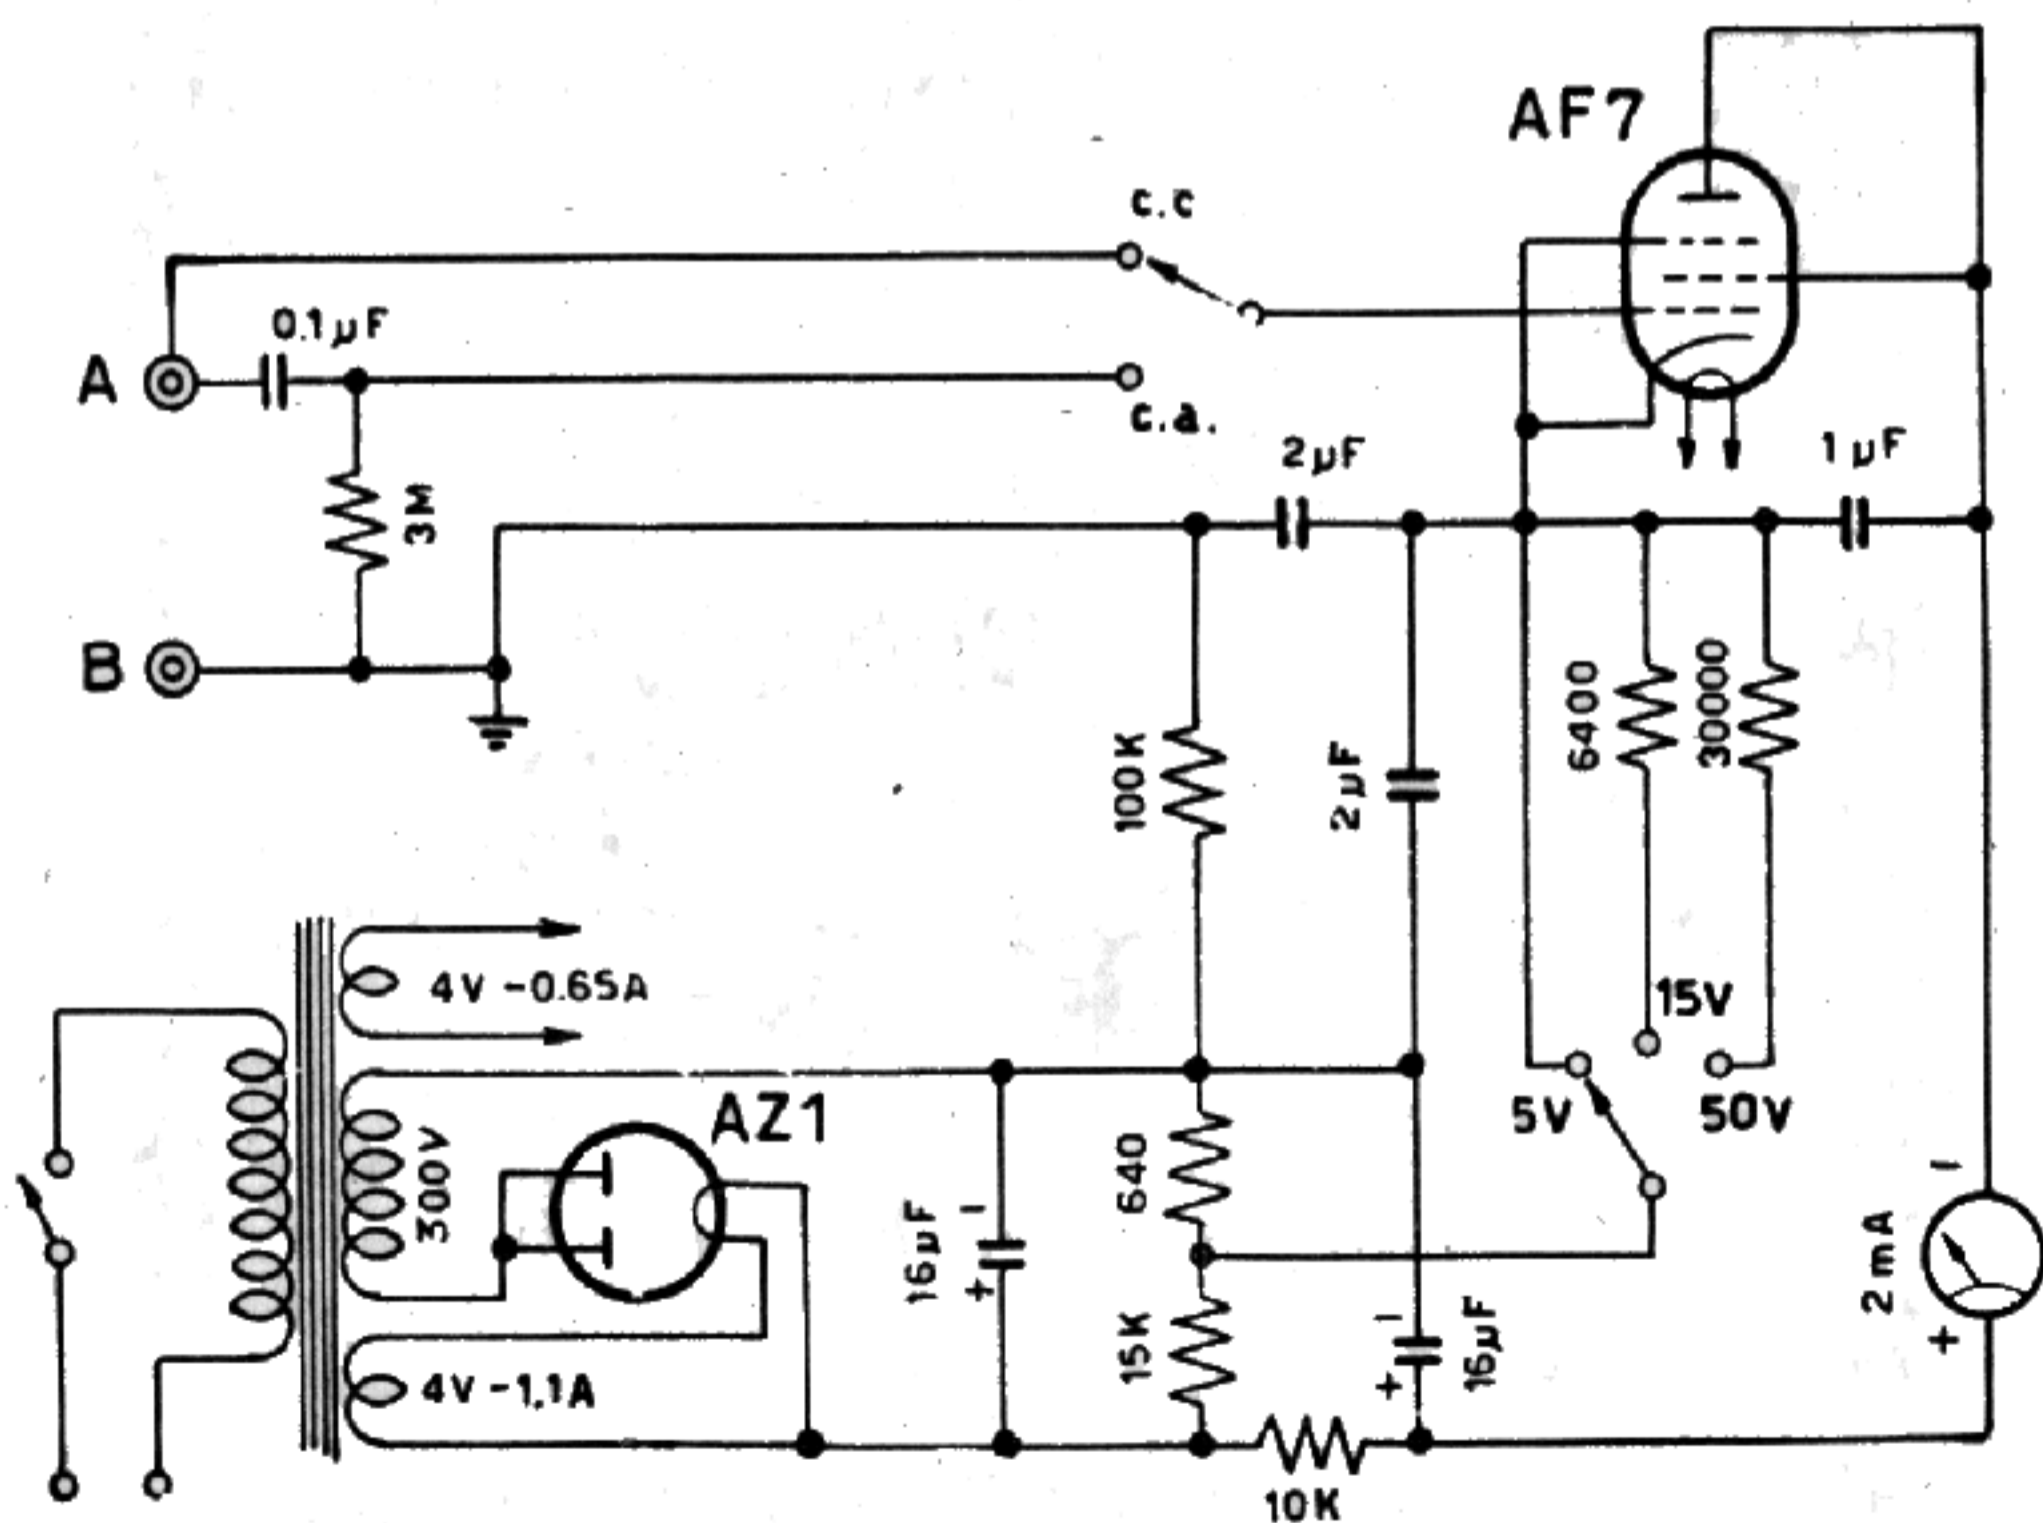 AF7
c.c
0.1µF
A
c.a.
2µF
1µF
3M
B
100K
2µF
6400
30000
4V-0.65A
15V
AZ1
5V
50V
300V
16µF
-
+
640
-
2mA
+
15K
-
+
16µF
4V-1,1A
10K